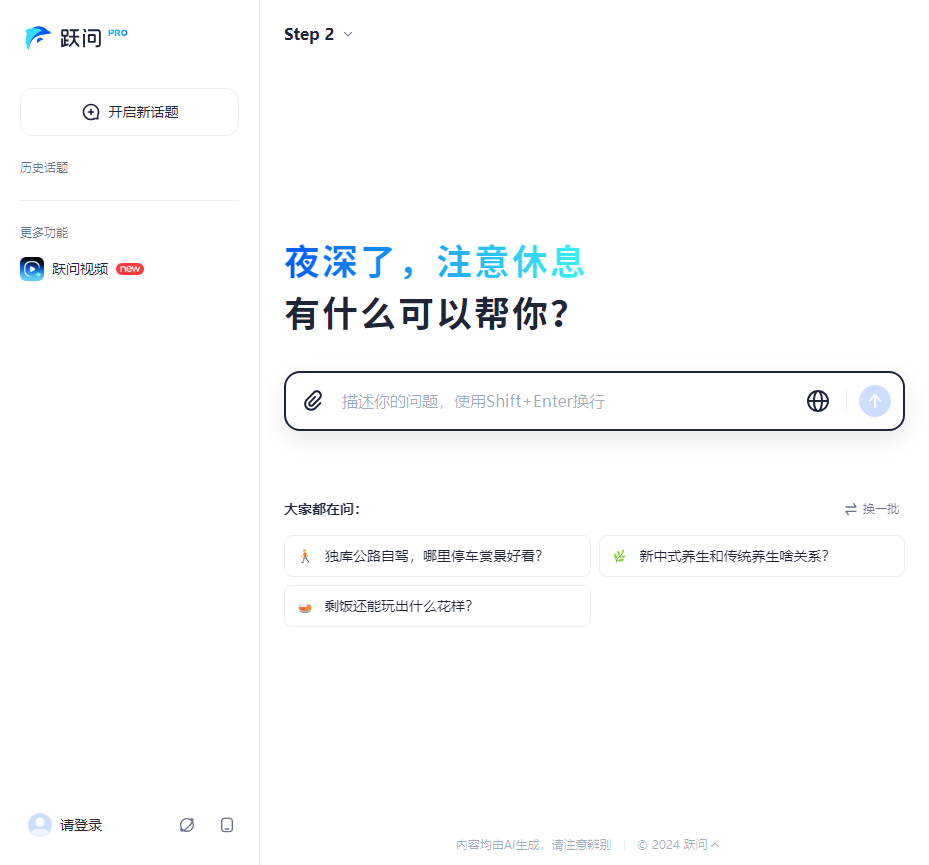 跃问 PRO
开启新话题
历史话题
更多功能
跃问视频 new
请登录
Step 2
夜深了，注意休息
有什么可以帮你？
描述你的问题，使用Shift+Enter换行
大家都在问：
换一批
独库公路自驾，哪里停车赏景好看？
新中式养生和传统养生啥关系？
剩饭还能玩出什么花样？
内容均由AI生成，请注意辨别
© 2024 跃问